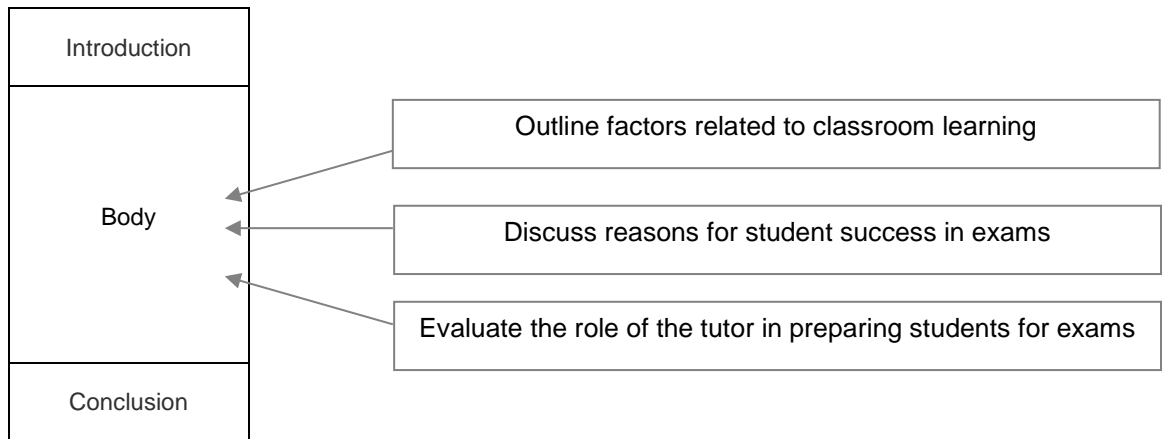 Introduction
Outline factors related to classroom learning
Body
Discuss reasons for student success in exams
Evaluate the role of the tutor in preparing students for exams
Conclusion